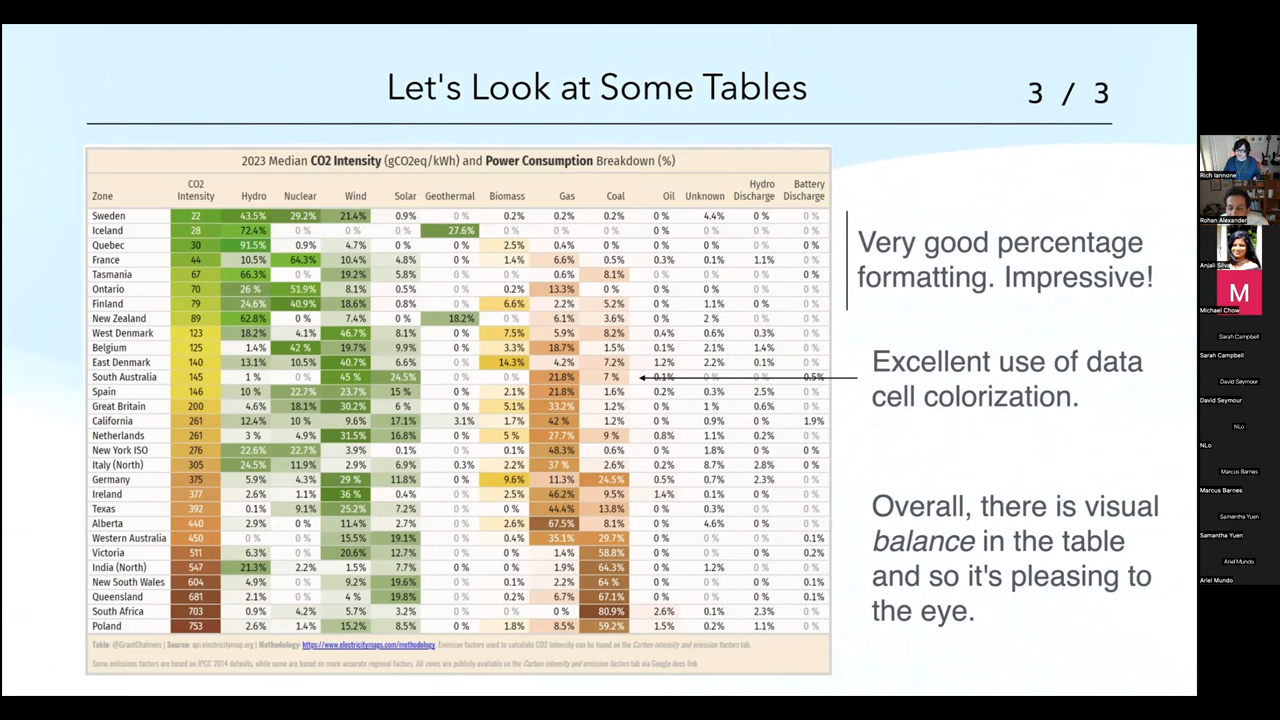 Let's Look at Some Tables
3 / 3
2023 Median CO2 Intensity (gCO2eq/kWh) and Power Consumption Breakdown (%)
Zone CO2 Intensity Hydro Nuclear Wind Solar Geothermal Biomass Gas Coal Oil Unknown Hydro Discharge Battery Discharge
Sweden 22 43.5% 29.2% 21.4% 0.9% 0 % 0.2% 0.2% 0.2% 0 % 4.4% 0 % 0 %
Iceland 28 72.4% 0 % 0 % 0 % 27.6% 0 % 0 % 0 % 0 % 0 % 0 % 0 %
Quebec 30 91.5% 0.9% 4.7% 0 % 0 % 2.5% 0.4% 0 % 0 % 0 % 0 % 0 %
France 44 10.5% 64.3% 10.4% 4.8% 0 % 1.4% 6.6% 0.5% 0.3% 0.1% 1.1% 0 %
Tasmania 67 66.3% 0 % 19.2% 5.8% 0 % 0 % 0.6% 8.1% 0 % 0 % 0 % 0 %
Ontario 70 26 % 51.9% 8.1% 0.5% 0 % 0.2% 13.3% 0 % 0 % 0 % 0 % 0 %
Finland 79 24.6% 40.9% 18.6% 0.8% 0 % 6.6% 2.2% 5.2% 0 % 1.1% 0 % 0 %
New Zealand 89 62.8% 0 % 7.4% 0 % 18.2% 0 % 6.1% 3.6% 0 % 2 % 0 % 0 %
West Denmark 123 18.2% 4.1% 46.7% 8.1% 0 % 7.5% 5.9% 8.2% 0.4% 0.6% 0.3% 0 %
Belgium 125 1.4% 42 % 19.7% 9.9% 0 % 3.3% 18.7% 1.5% 0.1% 2.1% 1.4% 0 %
East Denmark 140 13.1% 10.5% 40.7% 6.6% 0 % 14.3% 4.2% 7.2% 1.2% 2.2% 0.1% 0 %
South Australia 145 1 % 0 % 45 % 24.5% 0 % 0 % 21.8% 7 % 0.1% 0 % 0 % 0.5%
Spain 146 10 % 22.7% 23.7% 15 % 0 % 2.1% 21.8% 1.6% 0.2% 0.3% 2.5% 0 %
Great Britain 200 4.6% 18.1% 30.2% 6 % 0 % 5.1% 33.2% 1.2% 0 % 1 % 0.6% 0 %
California 261 12.4% 10 % 9.6% 17.1% 3.1% 1.7% 42 % 1.2% 0 % 0.9% 0 % 1.9%
Netherlands 261 3 % 4.9% 31.5% 16.8% 0 % 5 % 27.7% 9 % 0.8% 1.1% 0.2% 0 %
New York ISO 276 22.6% 22.7% 3.9% 0.1% 0 % 0.1% 48.3% 0.6% 0 % 1.8% 0 % 0 %
Italy (North) 305 24.5% 11.9% 2.9% 6.9% 0.3% 2.2% 37 % 2.6% 0.2% 8.7% 2.8% 0 %
Germany 375 5.9% 4.3% 29 % 11.8% 0 % 9.6% 11.3% 24.5% 0.5% 0.7% 2.3% 0 %
Ireland 377 2.6% 1.1% 36 % 0.4% 0 % 2.5% 46.2% 9.5% 1.4% 0.1% 0 % 0 %
Texas 392 0.1% 9.1% 25.2% 7.2% 0 % 0 % 44.4% 13.8% 0 % 0.3% 0 % 0 %
Alberta 440 2.9% 0 % 11.4% 2.7% 0 % 2.6% 67.5% 8.1% 0 % 4.6% 0 % 0 %
Western Australia 450 0 % 0 % 15.5% 19.1% 0 % 0.4% 35.1% 29.7% 0 % 0 % 0 % 0.1%
Victoria 511 6.3% 0 % 20.6% 12.7% 0 % 0 % 1.4% 58.8% 0 % 0 % 0 % 0.2%
India (North) 547 21.3% 2.2% 1.5% 7.7% 0 % 0 % 1.9% 64.3% 0 % 1.2% 0 % 0 %
New South Wales 604 4.9% 0 % 9.2% 19.6% 0 % 0.1% 2.2% 64 % 0 % 0 % 0 % 0.1%
Queensland 681 2.1% 0 % 4 % 19.8% 0 % 0.2% 6.7% 67.1% 0 % 0 % 0 % 0.1%
South Africa 703 0.9% 4.2% 5.7% 3.2% 0 % 0 % 0 % 80.9% 2.6% 0.1% 2.3% 0 %
Poland 753 2.6% 1.4% 15.2% 8.5% 0 % 1.8% 8.5% 59.2% 1.5% 0.2% 1.1% 0 %
Table: @GrantChalmers | Source: api.electricitymap.org | Methodology: https://www.electricitymaps.com/methodology. Emission factors used to calculate CO2 intensity can be found on the Carbon intensity and emission factors tab.
Some emissions factors are based on IPCC 2014 defaults, while some are based on more accurate regional factors. All zones are publicly available on the Carbon intensity and emission factors tab via Google docs link
Very good percentage
formatting. Impressive!
Excellent use of data
cell colorization.
Overall, there is visual
balance in the table
and so it's pleasing to
the eye.
Rich Iannone
Rohan Alexander
Anjali Silva
M
Michael Chow
Sarah Campbell
Sarah Campbell
David Seymour
David Seymour
NLo
NLo
Marcus Barnes
Marcus Barnes
Samantha Yuen
Samantha Yuen
Ariel Mundo
Ariel Mundo